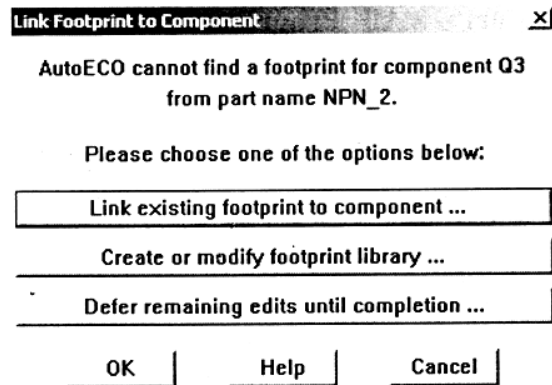 Link Footprint to Component
AutoECO cannot find a footprint for component Q3
from part name NPN_2.
Please choose one of the options below:
Link existing footprint to component ...
Create or modify footprint library ...
Defer remaining edits until completion ...
OK Help Cancel